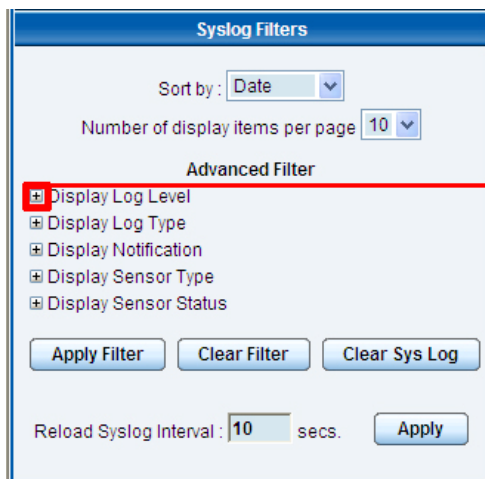 Syslog Filters
Sort by : Date
Number of display items per page 10
Advanced Filter
Display Log Level
Display Log Type
Display Notification
Display Sensor Type
Display Sensor Status
Apply Filter Clear Filter Clear Sys Log
Reload Syslog Interval : 10 secs. Apply